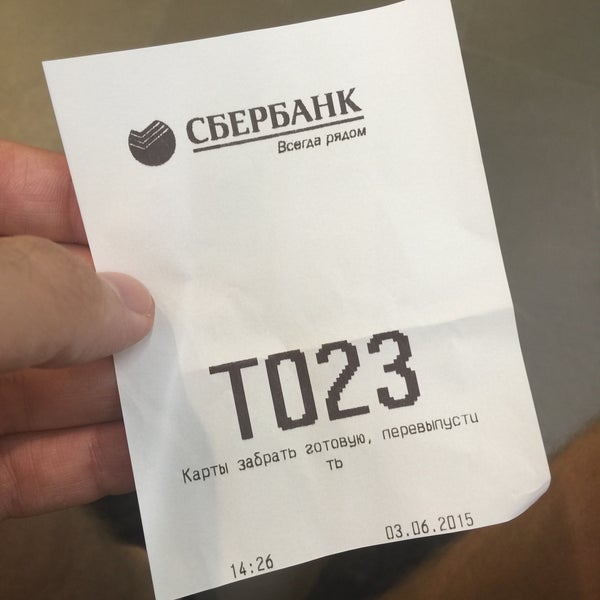 СБЕРБАНК
Всегда рядом
Т023
Карты забрать готовую, перевыпусти
ть
14:26 03.06.2015